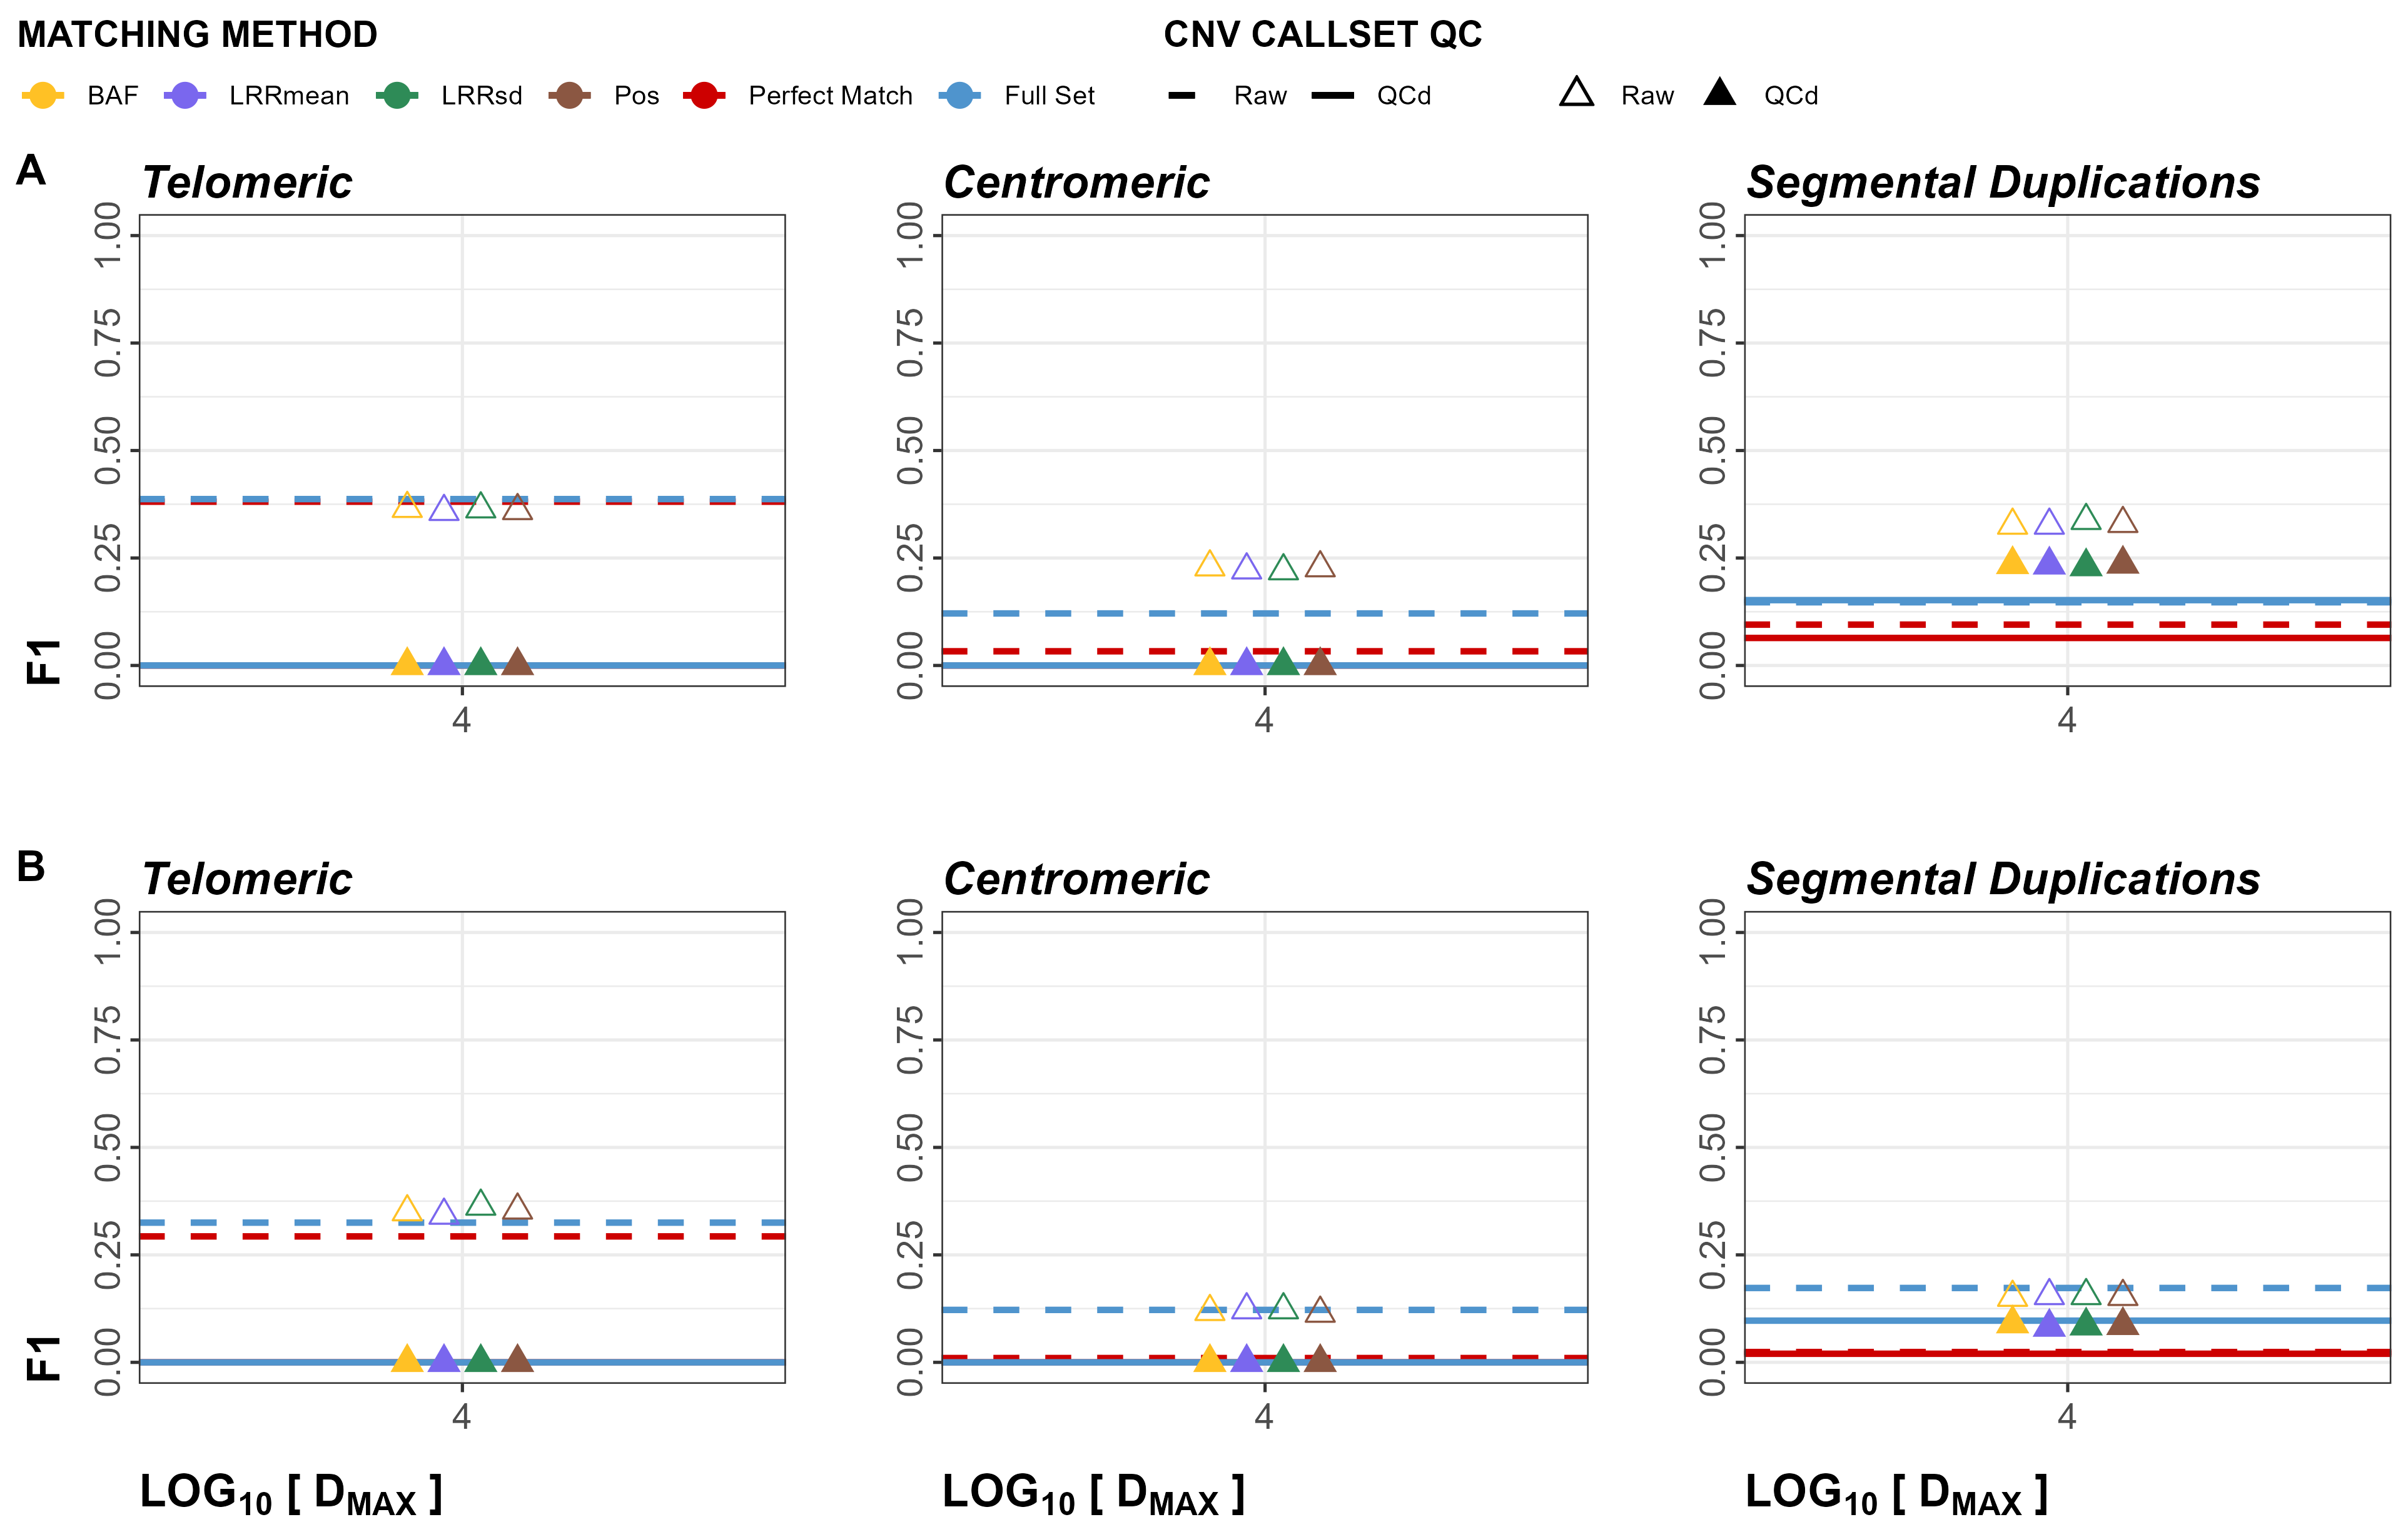 MATCHING METHOD CNV CALLSET QC
BAF LRRmean LRRsd Pos Perfect Match Full Set Raw QCd Raw QCd
A
Telomeric Centromeric Segmental Duplications
1.00 1.00 1.00
0.75 0.75 0.75
0.50 0.50 0.50
0.25 0.25 0.25
0.00 0.00 0.00
F1
4 4 4
B
Telomeric Centromeric Segmental Duplications
1.00 1.00 1.00
0.75 0.75 0.75
0.50 0.50 0.50
0.25 0.25 0.25
0.00 0.00 0.00
F1
4 4 4
LOG10 [ DMAX ] LOG10 [ DMAX ] LOG10 [ DMAX ]